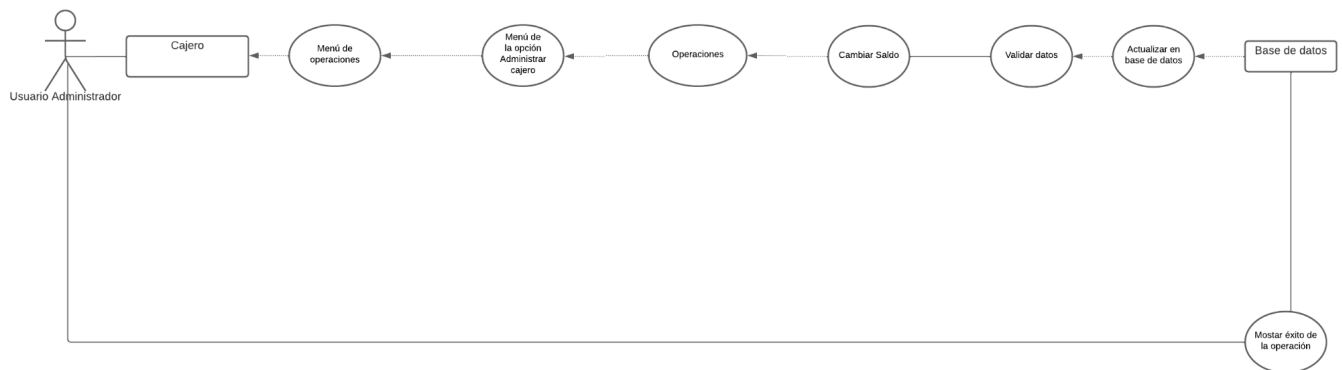 Usuario Administrador
Cajero
Menú de
operaciones
Menú de
la opción
Administrar
cajero
Operaciones
Cambiar Saldo
Validar datos
Actualizar en
base de datos
Base de datos
Mostar éxito de
la operación